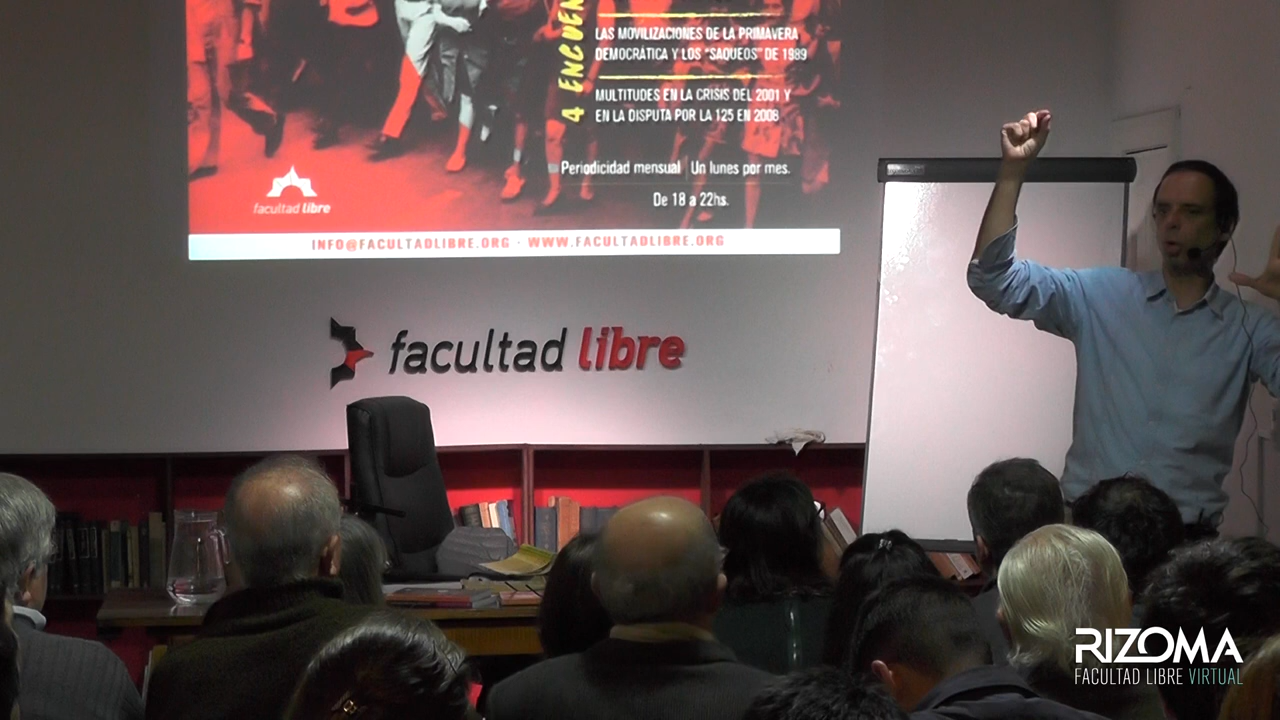 4 ENCUEN
LAS MOVILIZACIONES DE LA PRIMAVERA
DEMOCRÁTICA Y LOS "SAQUEOS" DE 1989
MULTITUDES EN LA CRISIS DEL 2001 Y
EN LA DISPUTA POR LA 125 EN 2008
Periodicidad mensual | Un lunes por mes.
De 18 a 22hs.
facultad libre
INFO@FACULTADLIBRE.ORG - WWW.FACULTADLIBRE.ORG
facultad libre
RIZOMA
FACULTAD LIBRE VIRTUAL